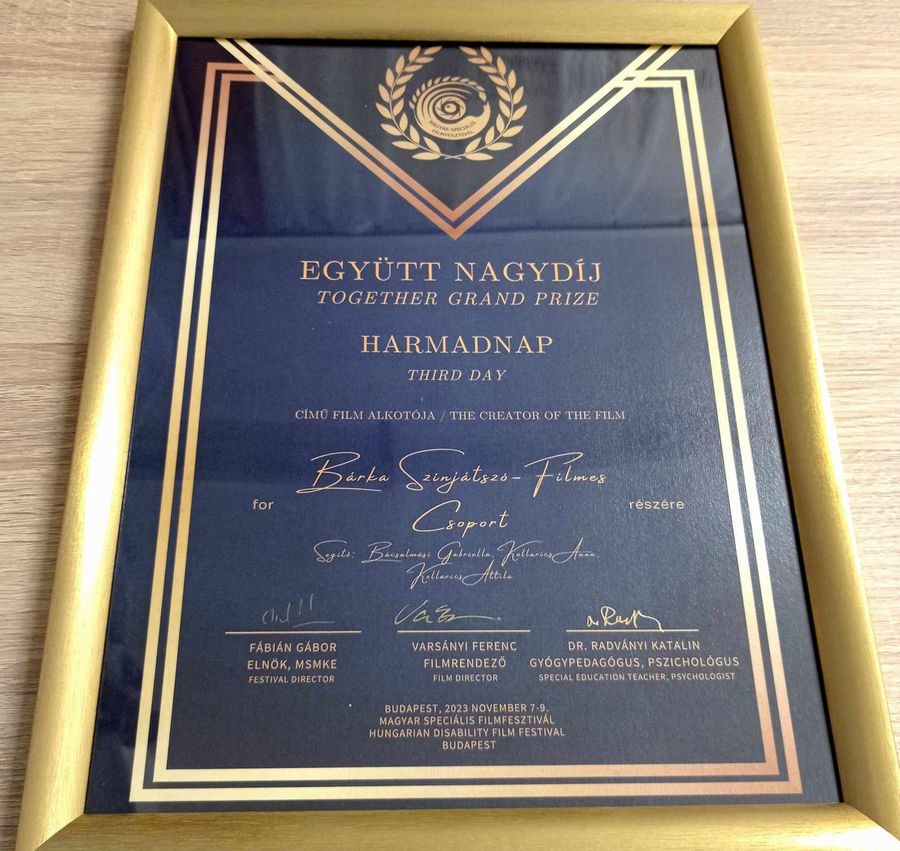 MAGYAR SPECIÁLIS
FILMFESZTIVÁL
EGYÜTT NAGYDÍJ
TOGETHER GRAND PRIZE
HARMADNAP
THIRD DAY
CÍMŰ FILM ALKOTÓJA / THE CREATOR OF THE FILM
Bárka Színjátszó-Filmes
for részére
Csoport
Segítő: Bácsalmási Gabriella, Kollarics Anna,
Kollarics Attila
FÁBIÁN GÁBOR VARSÁNYI FERENC DR. RADVÁNYI KATALIN
ELNÖK, MSMKE FILMRENDEZŐ GYÓGYPEDAGÓGUS, PSZICHOLÓGUS
FESTIVAL DIRECTOR FILM DIRECTOR SPECIAL EDUCATION TEACHER, PSYCHOLOGIST
BUDAPEST, 2023 NOVEMBER 7-9.
MAGYAR SPECIÁLIS FILMFESZTIVÁL
HUNGARIAN DISABILITY FILM FESTIVAL
BUDAPEST